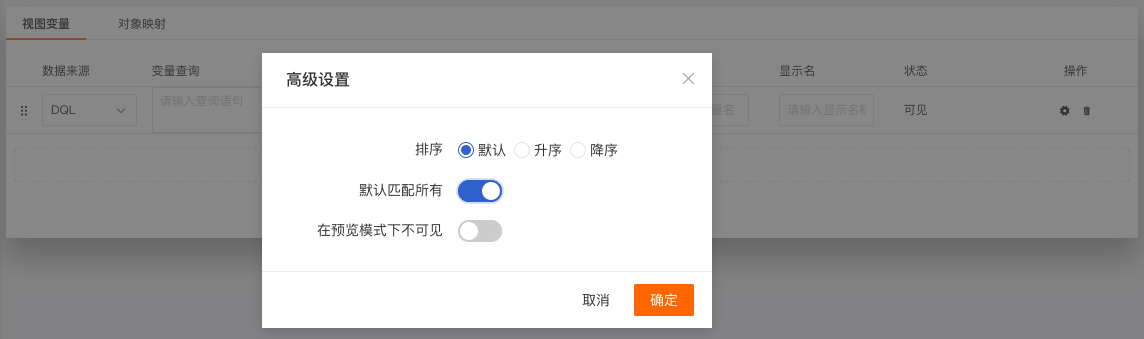 视图变量 对象映射
数据来源 变量查询 显示名 状态 操作
DQL 请输入查询语句 量名 请输入显示名称 可见
高级设置
排序 默认 升序 降序
默认匹配所有
在预览模式下不可见
取消 确定